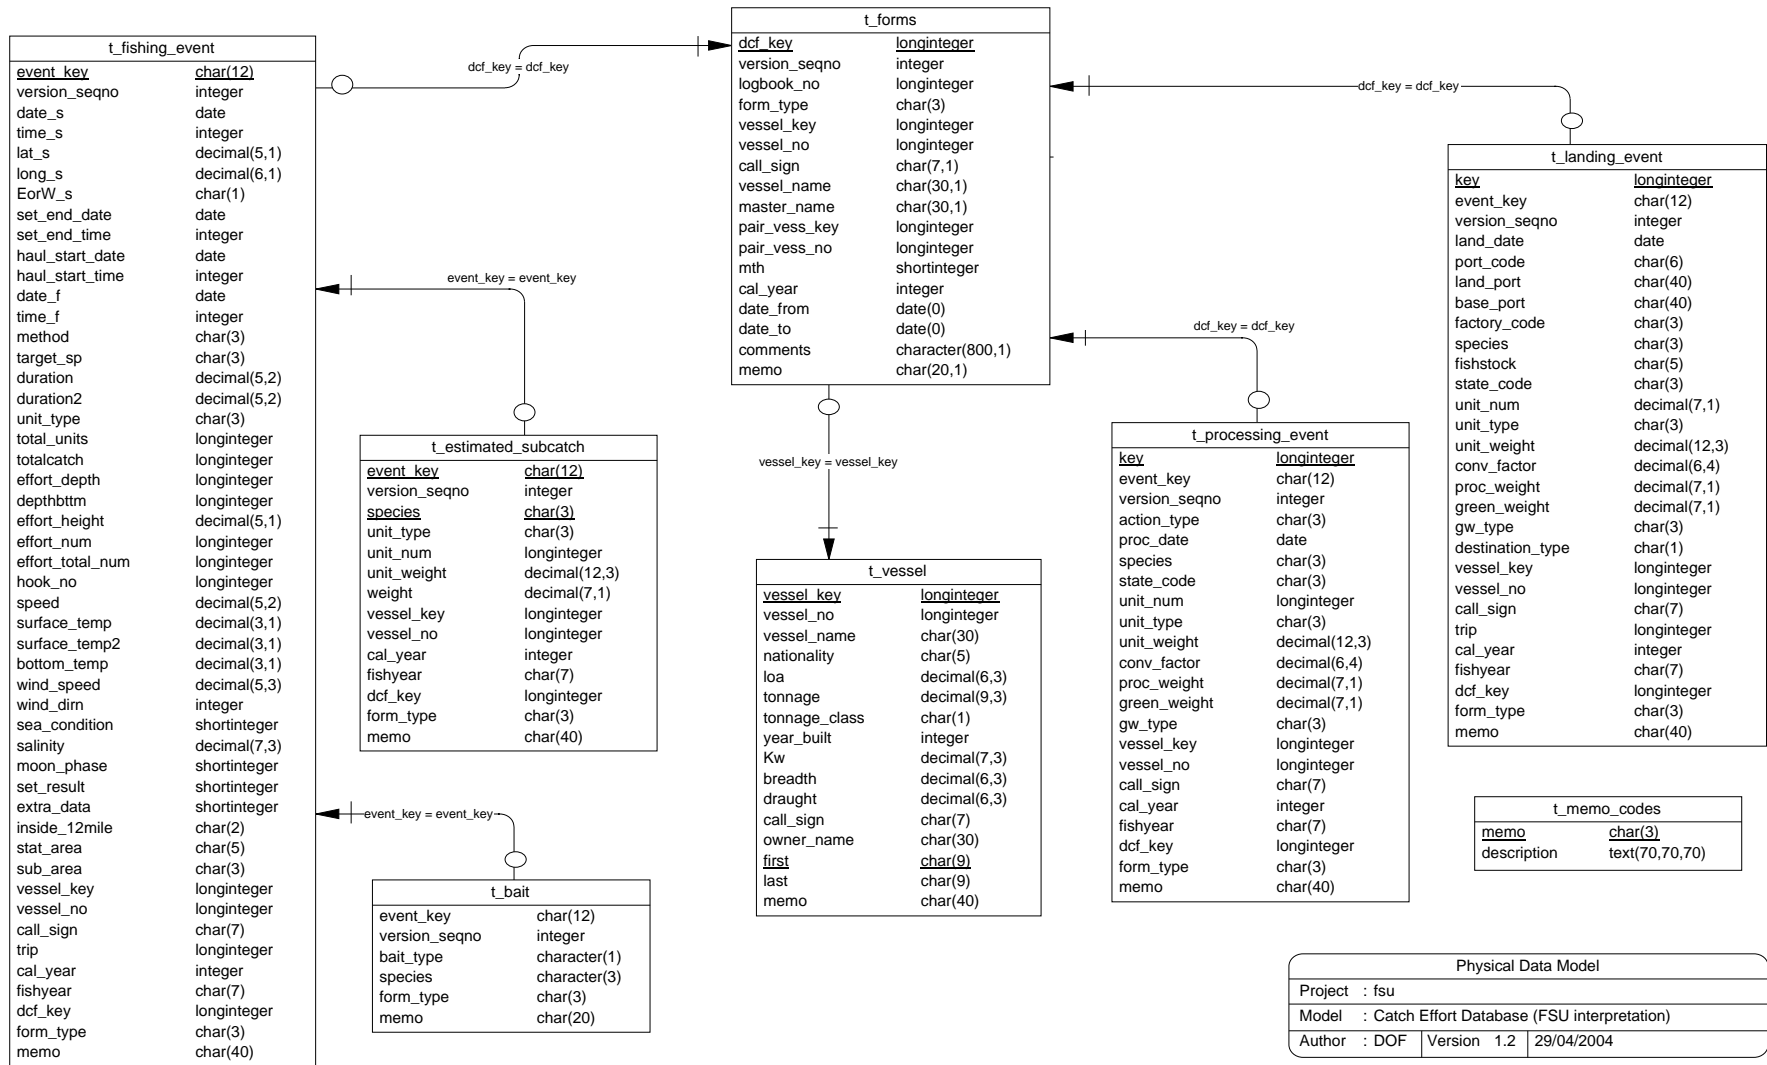 t_fishing_event
event_key char(12)
version_seqno integer
date_s date
time_s integer
lat_s decimal(5,1)
long_s decimal(6,1)
EorW_s char(1)
set_end_date date
set_end_time integer
haul_start_date date
haul_start_time integer
date_f date
time_f integer
method char(3)
target_sp char(3)
duration decimal(5,2)
duration2 decimal(5,2)
unit_type char(3)
total_units longinteger
totalcatch longinteger
effort_depth longinteger
depthbttm longinteger
effort_height decimal(5,1)
effort_num longinteger
effort_total_num longinteger
hook_no longinteger
speed decimal(5,2)
surface_temp decimal(3,1)
surface_temp2 decimal(3,1)
bottom_temp decimal(3,1)
wind_speed decimal(5,3)
wind_dirn integer
sea_condition shortinteger
salinity decimal(7,3)
moon_phase shortinteger
set_result shortinteger
extra_data shortinteger
inside_12mile char(2)
stat_area char(5)
sub_area char(3)
vessel_key longinteger
vessel_no longinteger
call_sign char(7)
trip longinteger
cal_year integer
fishyear char(7)
dcf_key longinteger
form_type char(3)
memo char(40)
dcf_key = dcf_key
event_key = event_key
t_estimated_subcatch
event_key char(12)
version_seqno integer
species char(3)
unit_type char(3)
unit_num longinteger
unit_weight decimal(12,3)
weight decimal(7,1)
vessel_key longinteger
vessel_no longinteger
cal_year integer
fishyear char(7)
dcf_key longinteger
form_type char(3)
memo char(40)
event_key = event_key
t_bait
event_key char(12)
version_seqno integer
bait_type character(1)
species character(3)
form_type char(3)
memo char(20)
t_forms
dcf_key longinteger
version_seqno integer
logbook_no longinteger
form_type char(3)
vessel_key longinteger
vessel_no longinteger
call_sign char(7,1)
vessel_name char(30,1)
master_name char(30,1)
pair_vess_key longinteger
pair_vess_no longinteger
mth shortinteger
cal_year integer
date_from date(0)
date_to date(0)
comments character(800,1)
memo char(20,1)
vessel_key = vessel_key
t_vessel
vessel_key longinteger
vessel_no longinteger
vessel_name char(30)
nationality char(5)
loa decimal(6,3)
tonnage decimal(9,3)
tonnage_class char(1)
year_built integer
Kw decimal(7,3)
breadth decimal(6,3)
draught decimal(6,3)
call_sign char(7)
owner_name char(30)
first char(9)
last char(9)
memo char(40)
dcf_key = dcf_key
dcf_key = dcf_key
t_processing_event
key longinteger
event_key char(12)
version_seqno integer
action_type char(3)
proc_date date
species char(3)
state_code char(3)
unit_num longinteger
unit_type char(3)
unit_weight decimal(12,3)
conv_factor decimal(6,4)
proc_weight decimal(7,1)
green_weight decimal(7,1)
gw_type char(3)
vessel_key longinteger
vessel_no longinteger
call_sign char(7)
cal_year integer
fishyear char(7)
dcf_key longinteger
form_type char(3)
memo char(40)
t_landing_event
key longinteger
event_key char(12)
version_seqno integer
land_date date
port_code char(6)
land_port char(40)
base_port char(40)
factory_code char(3)
species char(3)
fishstock char(5)
state_code char(3)
unit_num decimal(7,1)
unit_type char(3)
unit_weight decimal(12,3)
conv_factor decimal(6,4)
proc_weight decimal(7,1)
green_weight decimal(7,1)
gw_type char(3)
destination_type char(1)
vessel_key longinteger
vessel_no longinteger
call_sign char(7)
trip longinteger
cal_year integer
fishyear char(7)
dcf_key longinteger
form_type char(3)
memo char(40)
t_memo_codes
memo char(3)
description text(70,70,70)
Physical Data Model
Project : fsu
Model : Catch Effort Database (FSU interpretation)
Author : DOF Version 1.2 29/04/2004